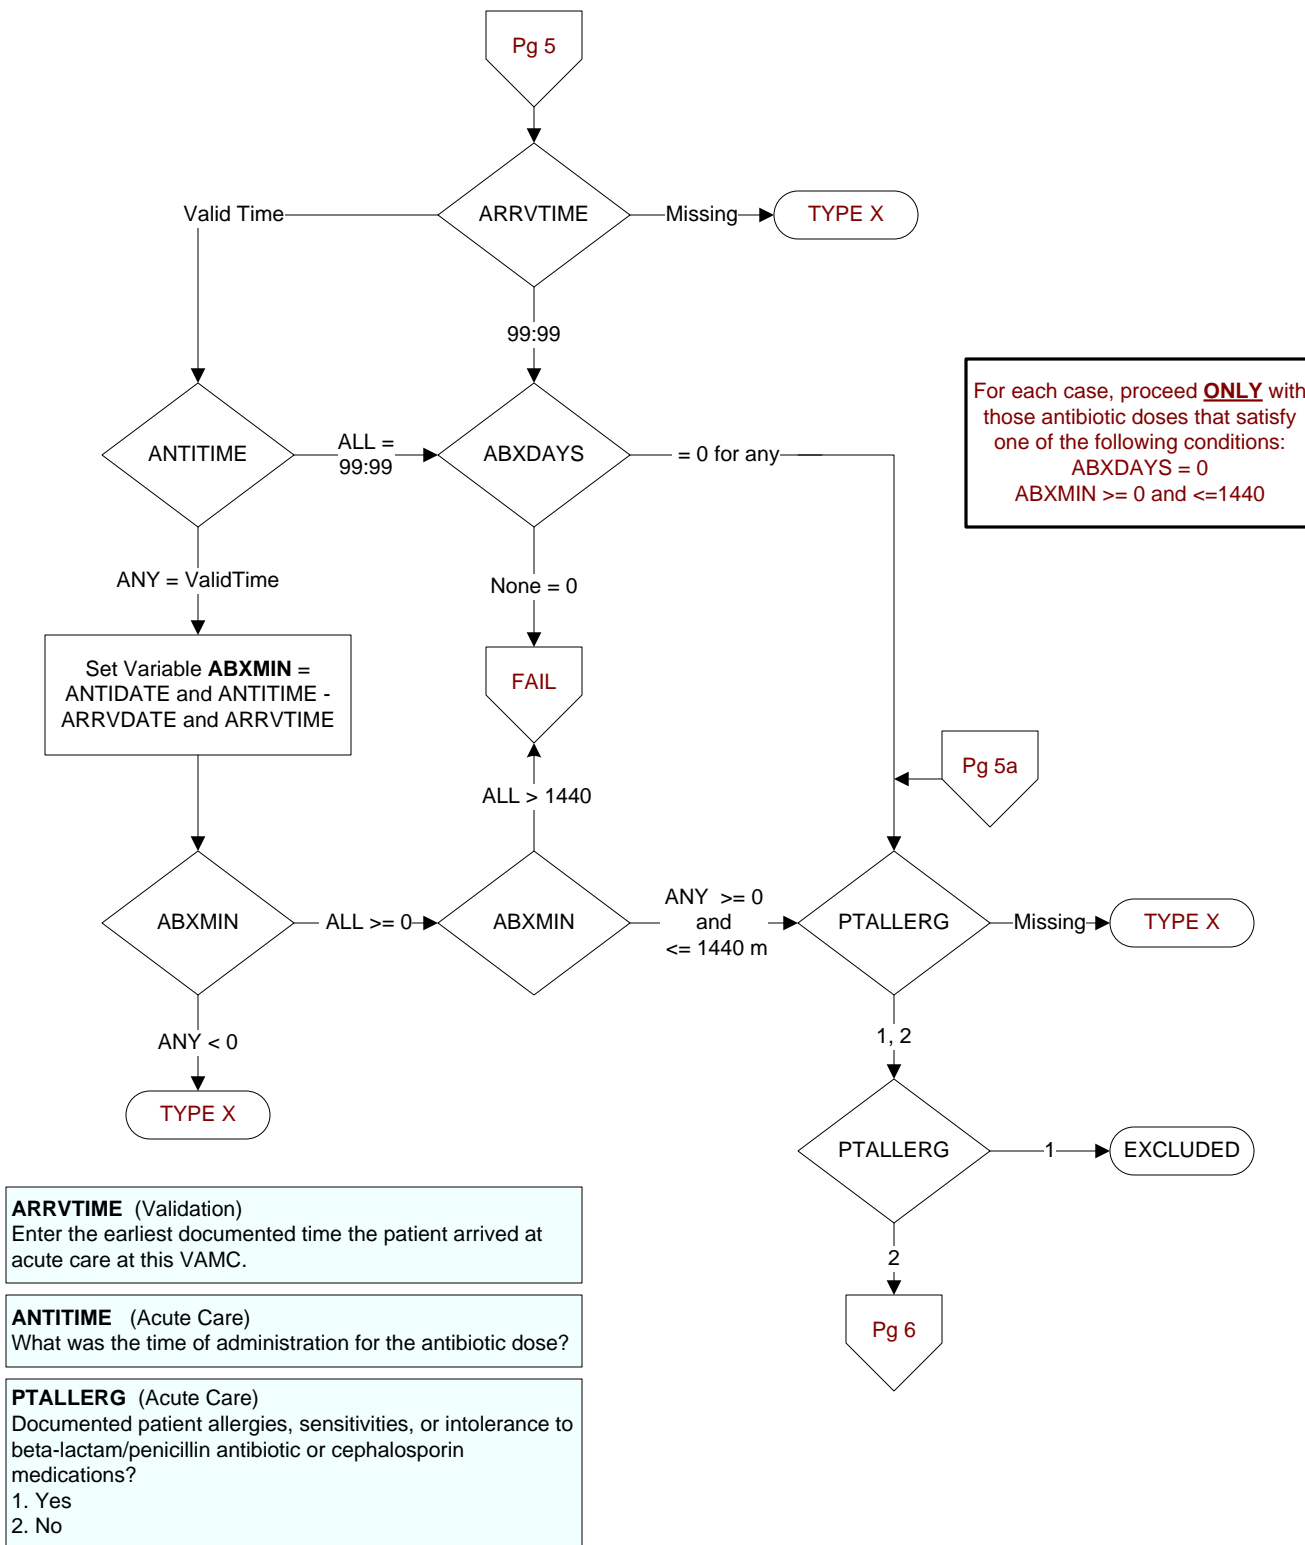 Pg 5
Valid Time
ARRVTIME
Missing
TYPE X
99:99
For each case, proceed ONLY with
those antibiotic doses that satisfy
one of the following conditions:
ABXDAYS = 0
ABXMIN >= 0 and <=1440
ANTITIME
ALL =
99:99
ABXDAYS
= 0 for any
ANY = ValidTime
None = 0
Set Variable ABXMIN =
ANTIDATE and ANTITIME -
ARRVDATE and ARRVTIME
FAIL
Pg 5a
ALL > 1440
ABXMIN
ALL >= 0
ABXMIN
ANY >= 0
and
<= 1440 m
PTALLERG
Missing
TYPE X
ANY < 0
1, 2
TYPE X
PTALLERG
1
EXCLUDED
2
Pg 6
ARRVTIME (Validation)
Enter the earliest documented time the patient arrived at
acute care at this VAMC.
ANTITIME (Acute Care)
What was the time of administration for the antibiotic dose?
PTALLERG (Acute Care)
Documented patient allergies, sensitivities, or intolerance to
beta-lactam/penicillin antibiotic or cephalosporin
medications?
1. Yes
2. No